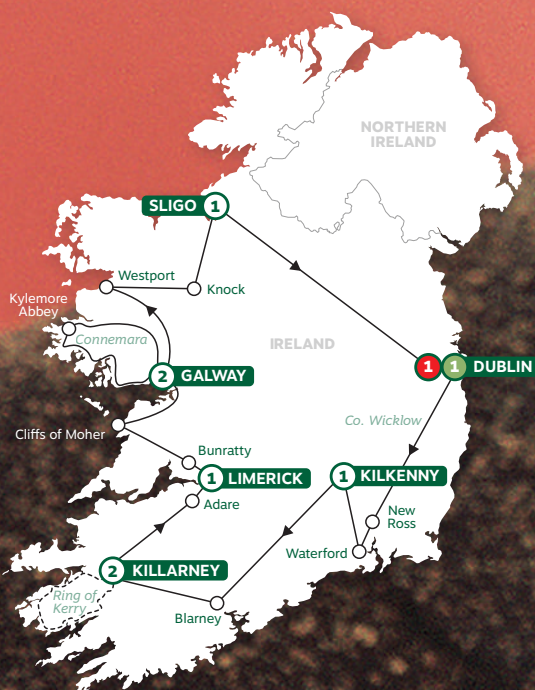 NORTHERN
IRELAND
SLIGO 1
Westport
Knock
Kylemore
Abbey
Connemara
IRELAND
2 GALWAY
1 1 DUBLIN
Co. Wicklow
Cliffs of Moher
Bunratty
1 LIMERICK
1 KILKENNY
Adare
New
Ross
Waterford
2 KILLARNEY
Ring of
Kerry
Blarney